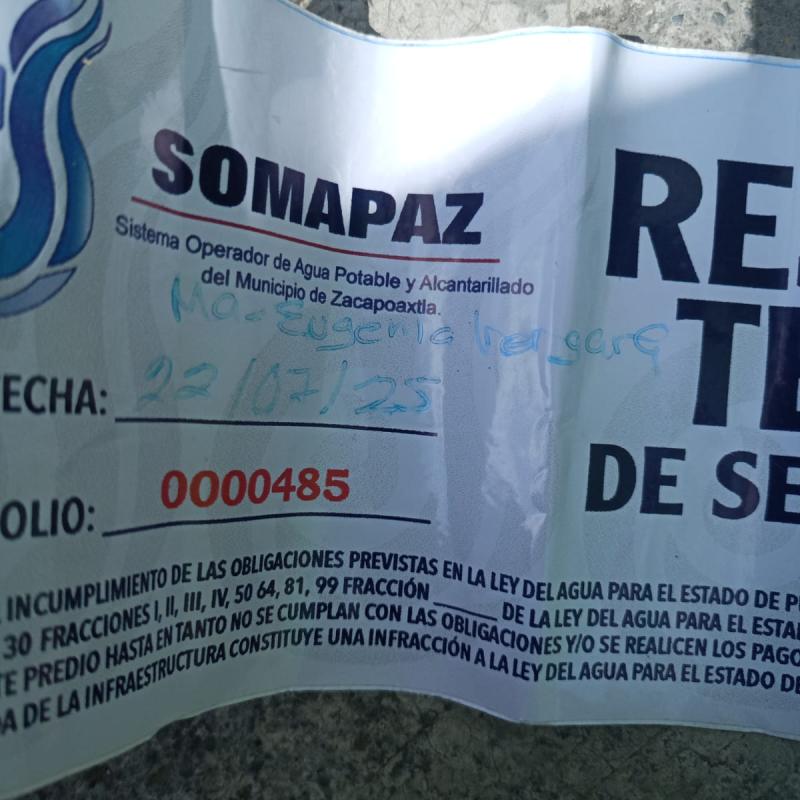 SOMAPAZ
Sistema Operador de Agua Potable y Alcantarillado
del Municipio de Zacapoaxtla.
Ma. Eugenia Vergara
ECHA: 22/07/25
OLIO: 0000485
RE
TE
DE SE
INCUMPLIMIENTO DE LAS OBLIGACIONES PREVISTAS EN LA LEY DEL AGUA PARA EL ESTADO DE P
30 FRACCIONES I, II, III, IV, 50 64, 81, 99 FRACCIÓN ______ DE LA LEY DEL AGUA PARA EL ESTA
TE PREDIO HASTA EN TANTO NO SE CUMPLAN CON LAS OBLIGACIONES Y/O SE REALICEN LOS PAGO
DA DE LA INFRAESTRUCTURA CONSTITUYE UNA INFRACCIÓN A LA LEY DEL AGUA PARA EL ESTADO DE